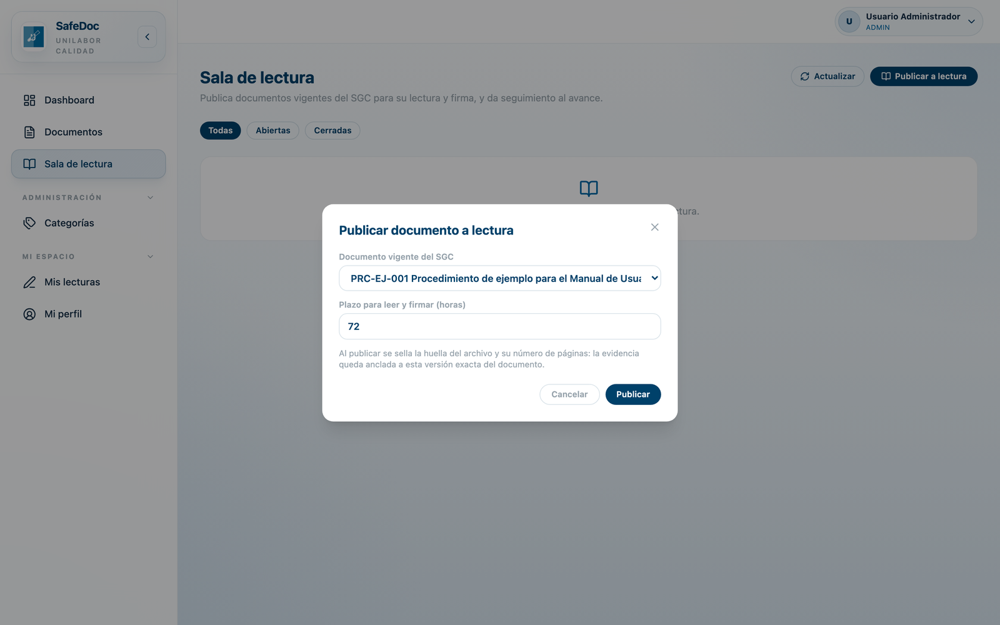 SafeDoc
UNILABOR
CALIDAD
Usuario Administrador
U
ADMIN
Dashboard
Documentos
Sala de lectura
ADMINISTRACIÓN
Categorías
MI ESPACIO
Mis lecturas
Mi perfil
Sala de lectura
Publica documentos vigentes del SGC para su lectura y firma, y da seguimiento al avance.
Actualizar
Publicar a lectura
Todas
Abiertas
Cerradas
Publicar documento a lectura
Documento vigente del SGC
PRC-EJ-001 Procedimiento de ejemplo para el Manual de
Plazo para leer y firmar (horas)
72
Al publicar se sella la huella del archivo y su número de páginas: la evidencia
queda anclada a esta versión exacta del documento.
Cancelar
Publicar